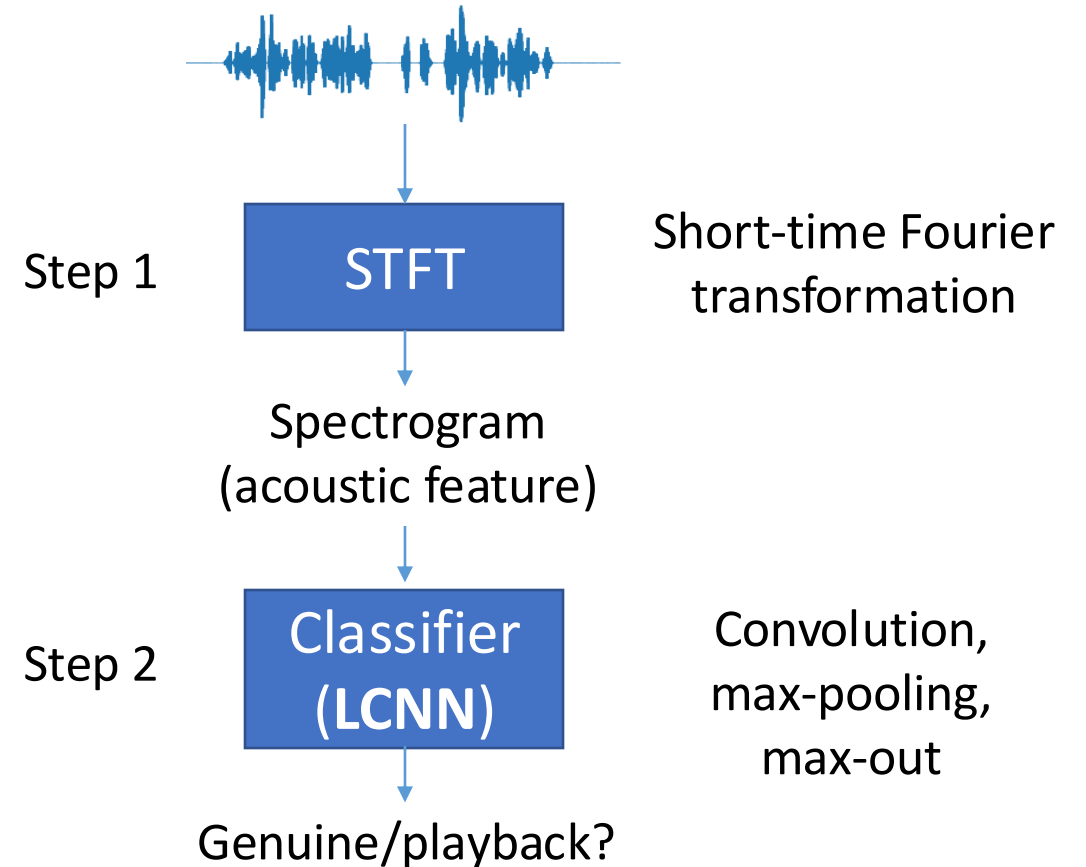 Step 1
STFT
Short-time Fourier
transformation
Spectrogram
(acoustic feature)
Step 2
Classifier
(LCNN)
Convolution,
max-pooling,
max-out
Genuine/playback?